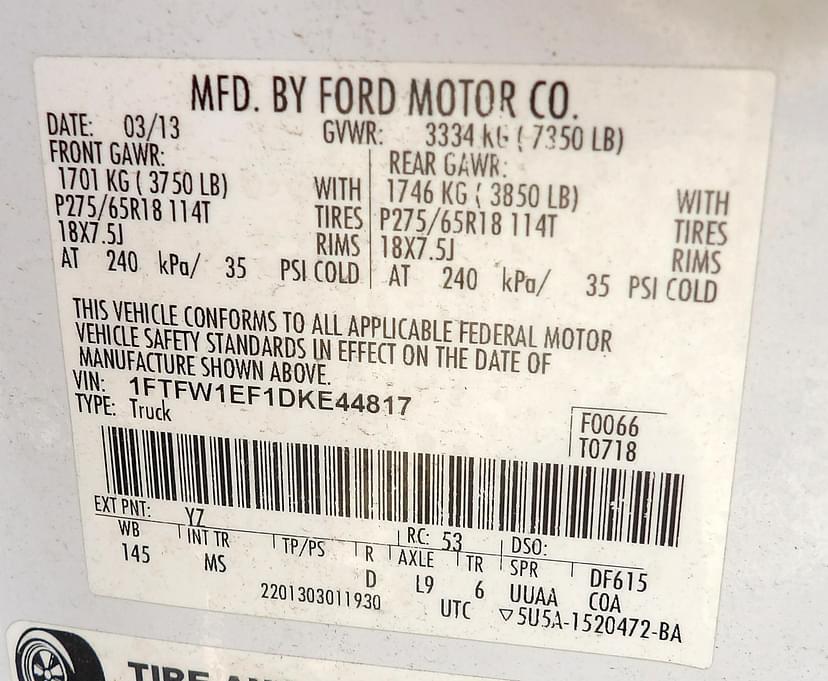 MFD. BY FORD MOTOR CO.
DATE: 03/13 GVWR: 3334 KG ( 7350 LB)
FRONT GAWR: REAR GAWR:
1701 KG ( 3750 LB) WITH 1746 KG ( 3850 LB) WITH
P275/65R18 114T TIRES P275/65R18 114T TIRES
18X7.5J RIMS 18X7.5J RIMS
AT 240 kPa/ 35 PSI COLD AT 240 kPa/ 35 PSI COLD
THIS VEHICLE CONFORMS TO ALL APPLICABLE FEDERAL MOTOR
VEHICLE SAFETY STANDARDS IN EFFECT ON THE DATE OF
MANUFACTURE SHOWN ABOVE.
VIN: 1FTFW1EF1DKE44817
TYPE: Truck
F0066
T0718
EXT PNT: YZ RC: 53 DSO:
WB INT TR TP/PS R AXLE TR SPR DF615
145 MS D L9 6 UUAA COA
2201303011930 UTC ▽5U5A-1520472-BA
TIRE